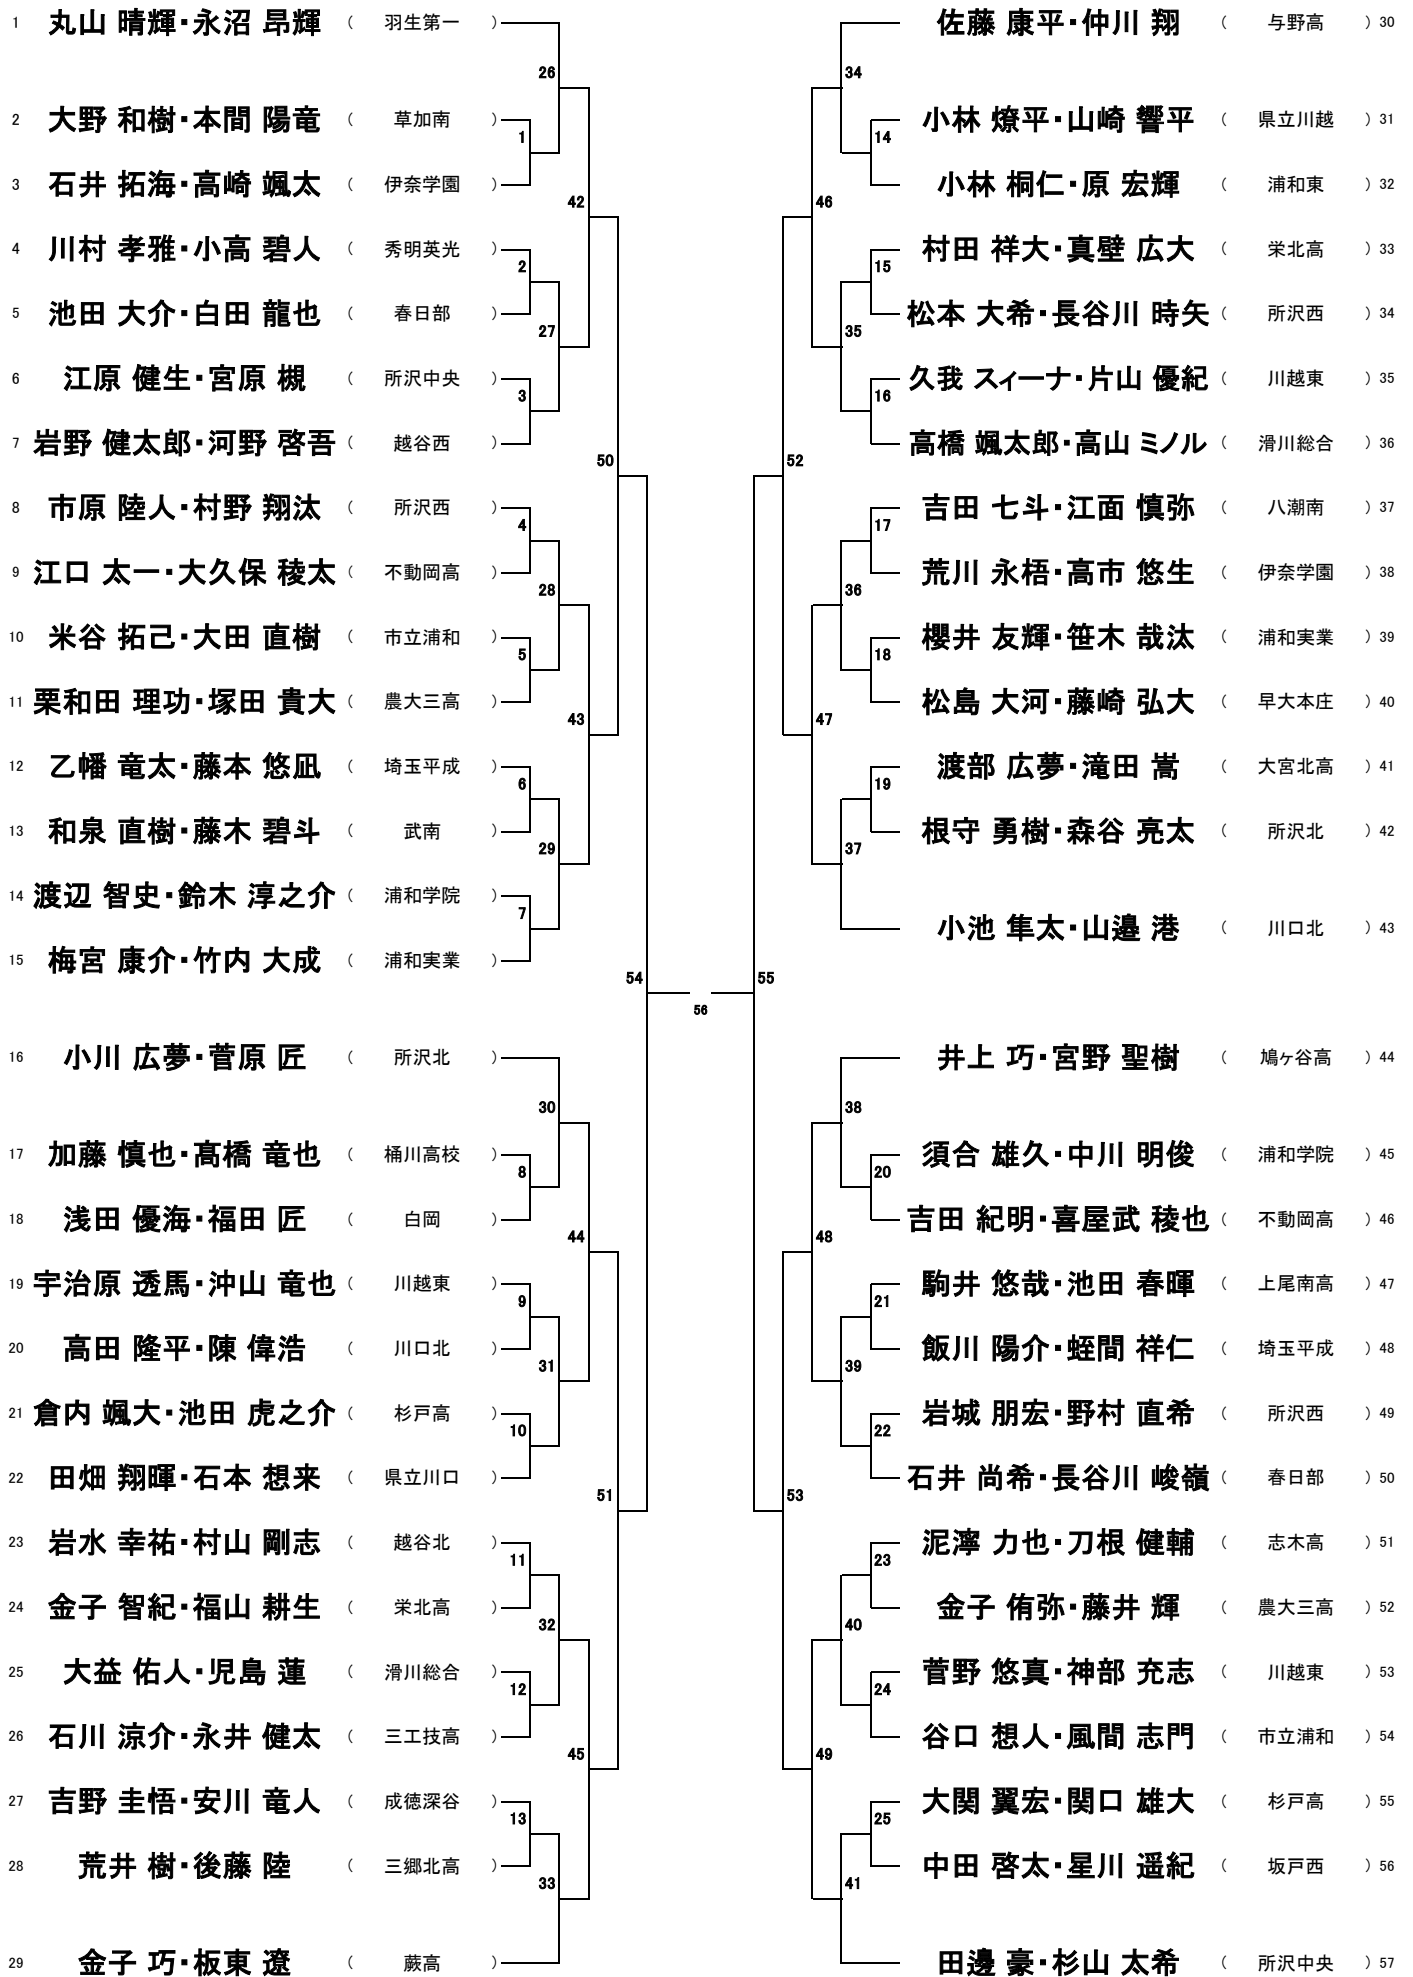 1 丸山 晴輝・永沼 昂輝 ( 羽生第一 )
26
2 大野 和樹・本間 陽竜 ( 草加南 )
1
3 石井 拓海・高崎 颯太 ( 伊奈学園 )
42
4 川村 孝雅・小高 碧人 ( 秀明英光 )
2
5 池田 大介・白田 龍也 ( 春日部 )
27
6 江原 健生・宮原 槻 ( 所沢中央 )
3
7 岩野 健太郎・河野 啓吾 ( 越谷西 )
50
8 市原 陸人・村野 翔汰 ( 所沢西 )
4
9 江口 太一・大久保 稜太 ( 不動岡高 )
28
10 米谷 拓己・大田 直樹 ( 市立浦和 )
5
11 栗和田 理功・塚田 貴大 ( 農大三高 )
43
12 乙幡 竜太・藤本 悠凪 ( 埼玉平成 )
6
13 和泉 直樹・藤木 碧斗 ( 武南 )
29
14 渡辺 智史・鈴木 淳之介 ( 浦和学院 )
7
15 梅宮 康介・竹内 大成 ( 浦和実業 )
54
16 小川 広夢・菅原 匠 ( 所沢北 )
30
17 加藤 慎也・髙橋 竜也 ( 桶川高校 )
8
18 浅田 優海・福田 匠 ( 白岡 )
44
19 宇治原 透馬・沖山 竜也 ( 川越東 )
9
20 高田 隆平・陳 偉浩 ( 川口北 )
31
21 倉内 颯大・池田 虎之介 ( 杉戸高 )
10
22 田畑 翔暉・石本 想来 ( 県立川口 )
51
23 岩水 幸祐・村山 剛志 ( 越谷北 )
11
24 金子 智紀・福山 耕生 ( 栄北高 )
32
25 大益 佑人・児島 蓮 ( 滑川総合 )
12
26 石川 涼介・永井 健太 ( 三工技高 )
45
27 吉野 圭悟・安川 竜人 ( 成徳深谷 )
13
28 荒井 樹・後藤 陸 ( 三郷北高 )
33
29 金子 巧・板東 遼 ( 蕨高 )
56
佐藤 康平・仲川 翔 ( 与野高 ) 30
34
小林 燎平・山崎 響平 ( 県立川越 ) 31
14
小林 桐仁・原 宏輝 ( 浦和東 ) 32
46
村田 祥大・真壁 広大 ( 栄北高 ) 33
15
松本 大希・長谷川 時矢 ( 所沢西 ) 34
35
久我 スィーナ・片山 優紀 ( 川越東 ) 35
16
高橋 颯太郎・高山 ミノル ( 滑川総合 ) 36
52
吉田 七斗・江面 慎弥 ( 八潮南 ) 37
17
荒川 永梧・高市 悠生 ( 伊奈学園 ) 38
36
櫻井 友輝・笹木 哉汰 ( 浦和実業 ) 39
18
松島 大河・藤崎 弘大 ( 早大本庄 ) 40
47
渡部 広夢・滝田 嵩 ( 大宮北高 ) 41
19
根守 勇樹・森谷 亮太 ( 所沢北 ) 42
37
小池 隼太・山邉 港 ( 川口北 ) 43
55
井上 巧・宮野 聖樹 ( 鳩ヶ谷高 ) 44
38
須合 雄久・中川 明俊 ( 浦和学院 ) 45
20
吉田 紀明・喜屋武 稜也 ( 不動岡高 ) 46
48
駒井 悠哉・池田 春暉 ( 上尾南高 ) 47
21
飯川 陽介・蛭間 祥仁 ( 埼玉平成 ) 48
39
岩城 朋宏・野村 直希 ( 所沢西 ) 49
22
石井 尚希・長谷川 峻嶺 ( 春日部 ) 50
53
泥濘 力也・刀根 健輔 ( 志木高 ) 51
23
金子 侑弥・藤井 輝 ( 農大三高 ) 52
40
菅野 悠真・神部 充志 ( 川越東 ) 53
24
谷口 想人・風間 志門 ( 市立浦和 ) 54
49
大関 翼宏・関口 雄大 ( 杉戸高 ) 55
25
中田 啓太・星川 遥紀 ( 坂戸西 ) 56
41
田邊 豪・杉山 太希 ( 所沢中央 ) 57